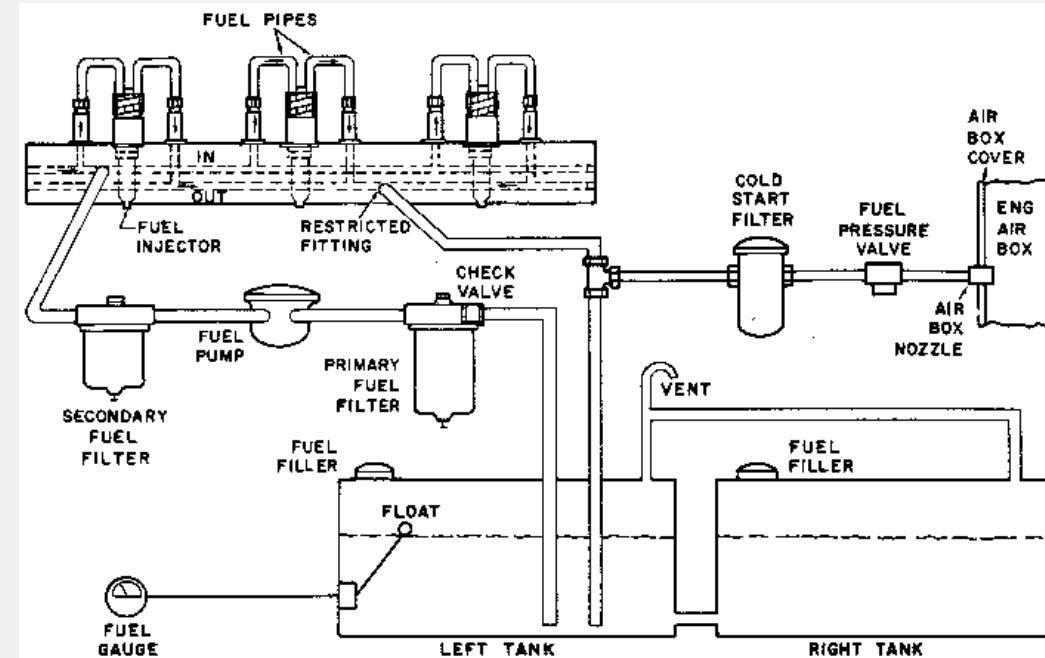 FUEL PIPES
IN
OUT
FUEL
INJECTOR
RESTRICTED
FITTING
AIR
BOX
COVER
COLD
START
FILTER
FUEL
PRESSURE
VALVE
ENG
AIR
BOX
CHECK
VALVE
FUEL
PUMP
PRIMARY
FUEL
FILTER
AIR
BOX
NOZZLE
SECONDARY
FUEL
FILTER
VENT
FUEL
FILLER
FUEL
FILLER
FLOAT
FUEL
GAUGE
LEFT TANK
RIGHT TANK